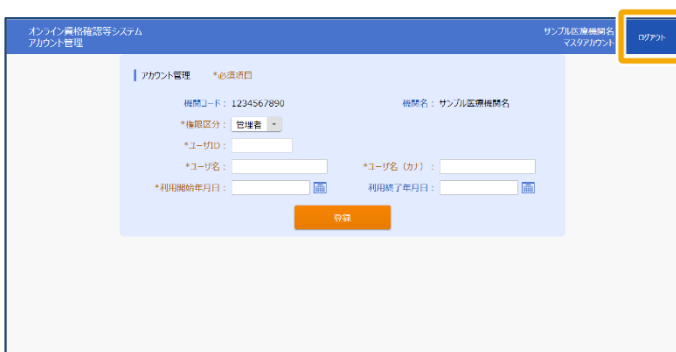 オンライン資格確認等システム
アカウント管理
サンプル医療機関名
マスタアカウント
ログアウト
アカウント管理 *必須項目
機関コード： 1234567890 機関名： サンプル医療機関名
*権限区分： 管理者
*ユーザID：
*ユーザ名： *ユーザ名（カナ）：
*利用開始年月日： 利用終了年月日：
登録